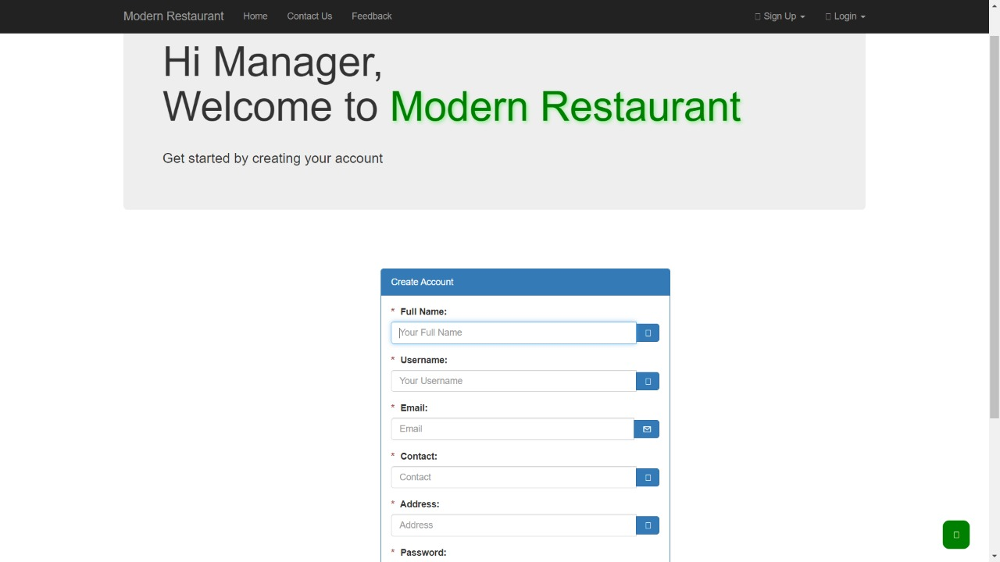 Modern Restaurant Home Contact Us Feedback Sign Up Login
Hi Manager,
Welcome to Modern Restaurant
Get started by creating your account
Create Account
* Full Name:
Your Full Name
* Username:
Your Username
* Email:
Email
* Contact:
Contact
* Address:
Address
* Password: